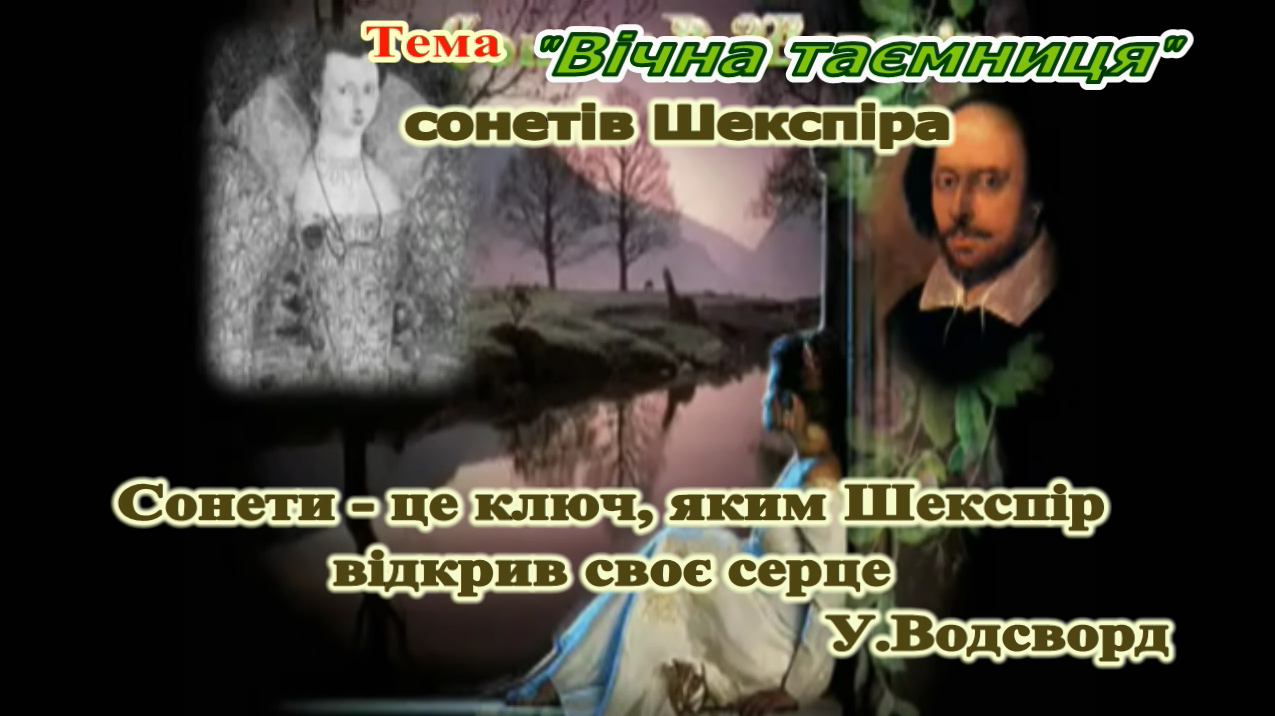 Тема "Вічна таємниця"
сонетів Шекспіра
Сонети - це ключ, яким Шекспір
відкрив своє серце
У.Водсворд